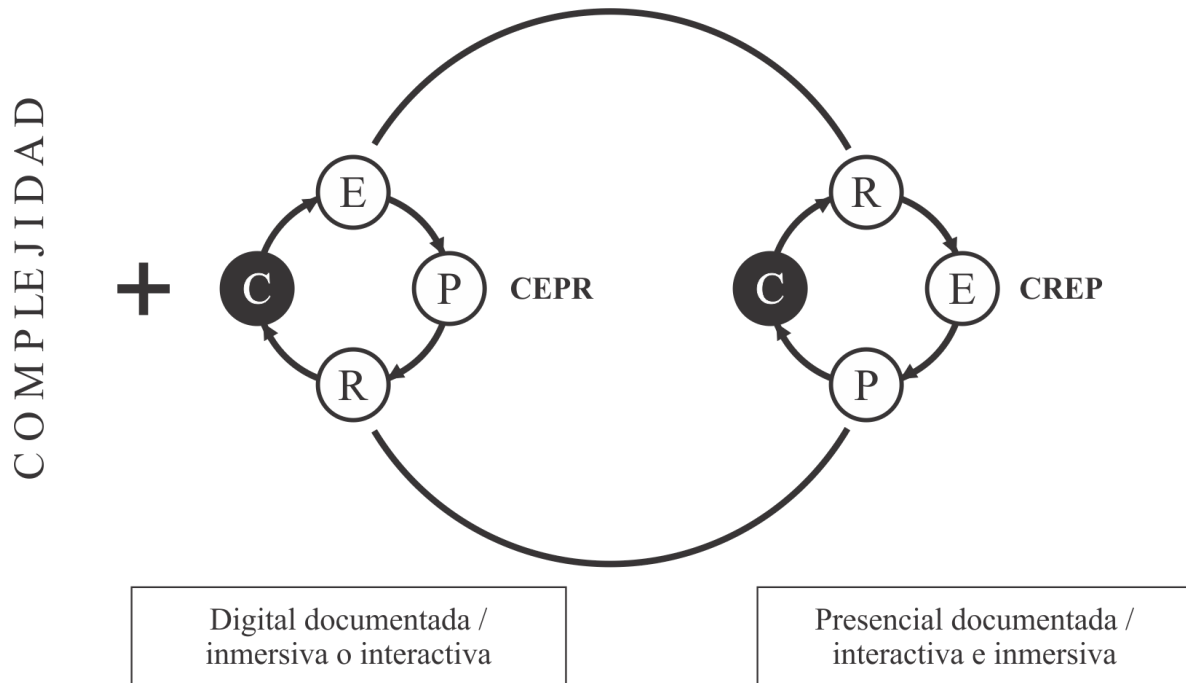 COMPLEJIDAD
+
E
C
P
CEPR
R
R
C
E
CREP
P
Digital documentada /
inmersiva o interactiva
Presencial documentada /
interactiva e inmersiva